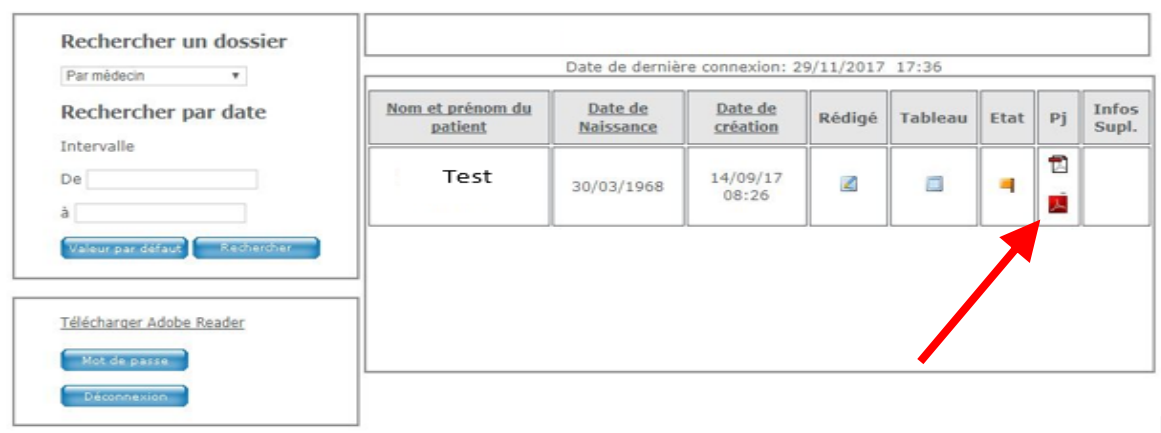 Rechercher un dossier
Par médecin
Rechercher par date
Intervalle
De
à
Valeur par défaut Rechercher
Télécharger Adobe Reader
Mot de passe
Déconnexion
Date de dernière connexion: 29/11/2017 17:36
Nom et prénom du patient Date de Naissance Date de création Rédigé Tableau Etat Pj Infos Supl.
Test 30/03/1968 14/09/17 08:26